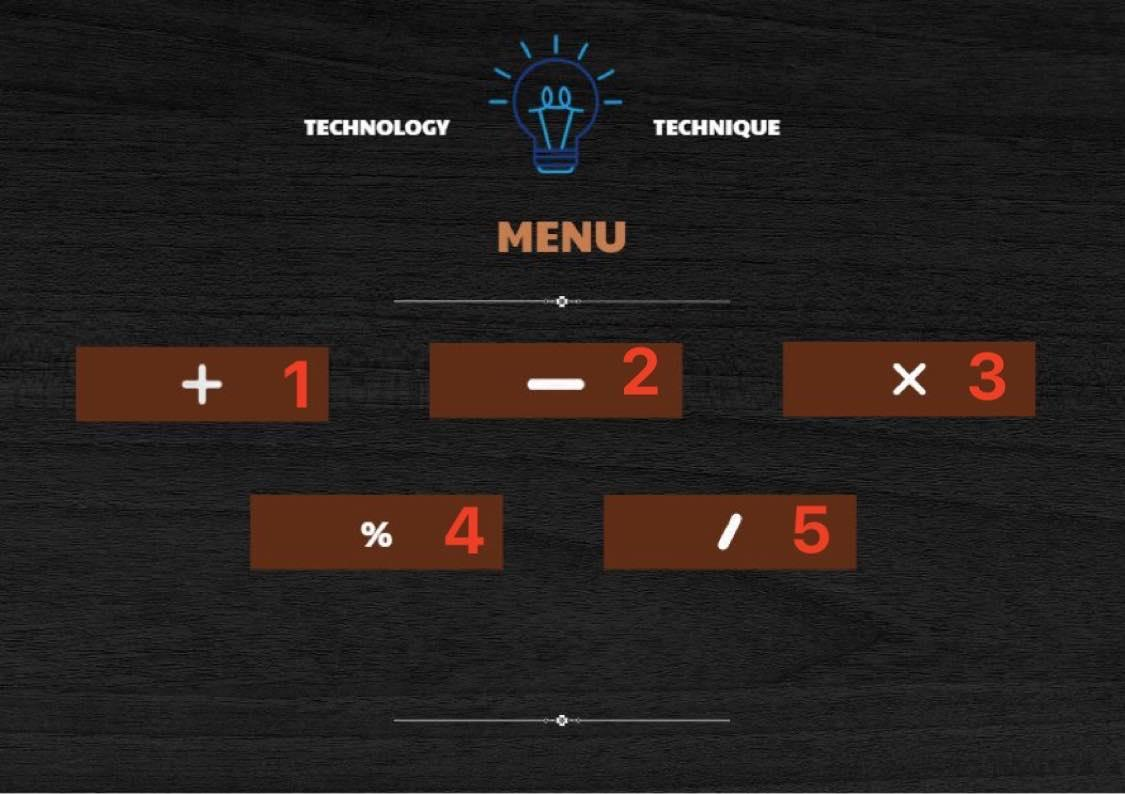 TECHNOLOGY TECHNIQUE
MENU
+ 1 − 2 × 3
% 4 / 5